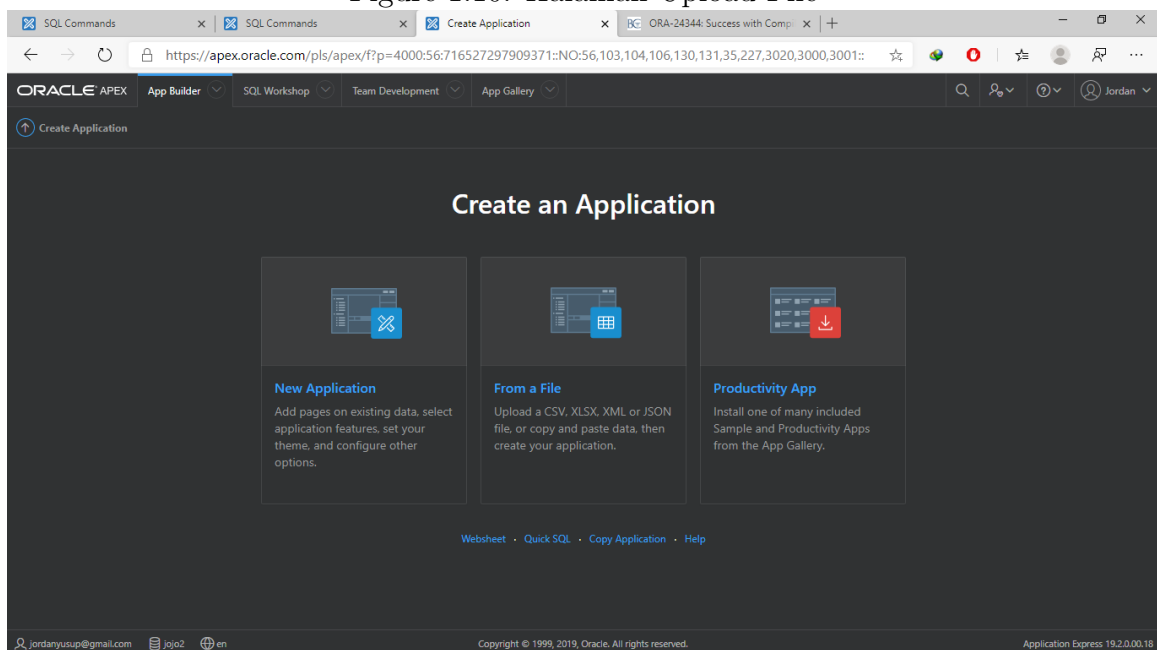 SQL Commands
SQL Commands
Create Application
ORA-24344: Success with Compi
https://apex.oracle.com/pls/apex/f?p=4000:56:716527297909371::NO:56,103,104,106,130,131,35,227,3020,3000,3001::
ORACLE APEX App Builder SQL Workshop Team Development App Gallery Jordan
Create Application
Create an Application
New Application
Add pages on existing data, select
application features, set your
theme, and configure other
options.
From a File
Upload a CSV, XLSX, XML or JSON
file, or copy and paste data, then
create your application.
Productivity App
Install one of many included
Sample and Productivity Apps
from the App Gallery.
Websheet · Quick SQL · Copy Application · Help
jordanyusup@gmail.com jojo2 en Copyright © 1999, 2019, Oracle. All rights reserved. Application Express 19.2.0.00.18